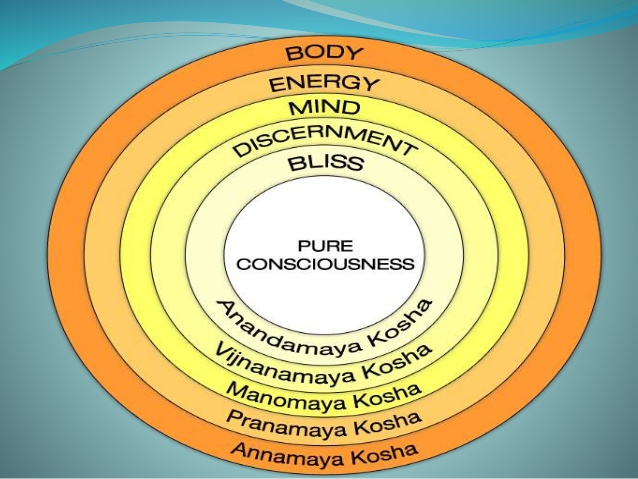 BODY
ENERGY
MIND
DISCERNMENT
BLISS
PURE
CONSCIOUSNESS
Anandamaya Kosha
Vijnanamaya Kosha
Manomaya Kosha
Pranamaya Kosha
Annamaya Kosha